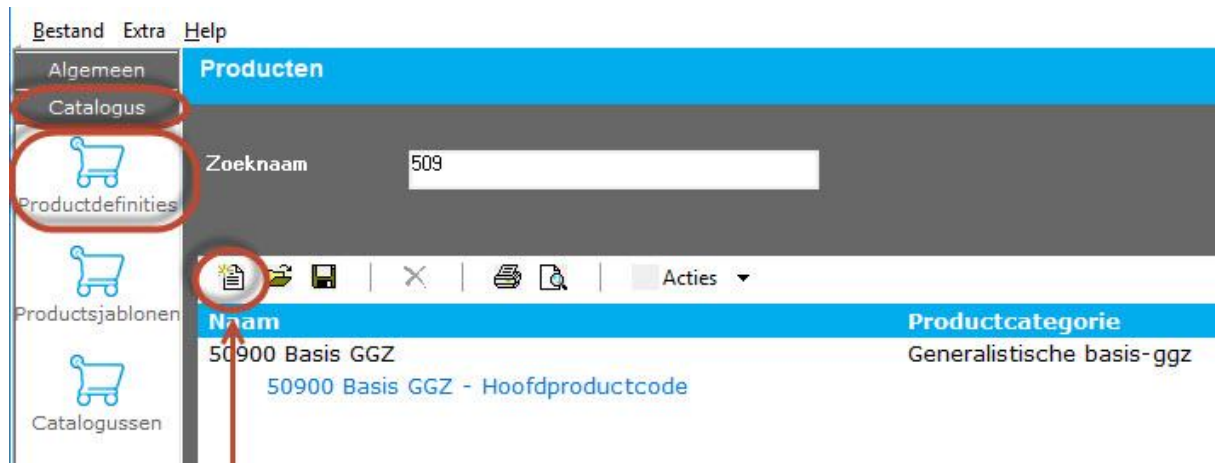 Bestand Extra Help
Algemeen
Producten
Catalogus
Zoeknaam 509
Productdefinities
Acties
Productsjablonen
Naam Productcategorie
50900 Basis GGZ Generalistische basis-ggz
50900 Basis GGZ - Hoofdproductcode
Catalogussen